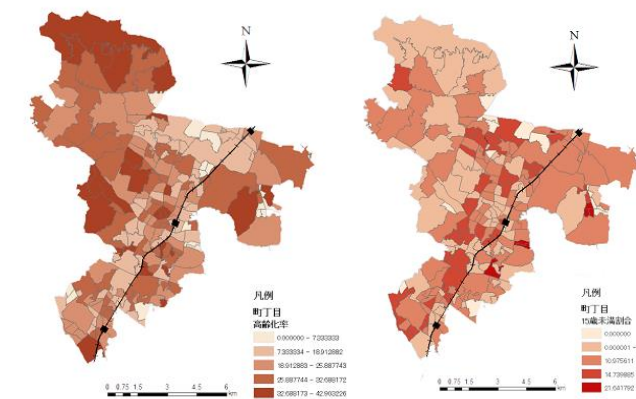 N
凡例
町丁目
高齢化率
0.000000 - 7.333333
7.333334 - 18.912882
18.912883 - 25.887743
25.887744 - 32.688172
32.688173 - 42.903226
0 0.75 1.5 3 4.5 6
km
N
凡例
町丁目
15歳未満割合
0.000000
0.000001 -
10.975611
14.739885
21.641792
0 0.75 1.5 3 4.5 6
km